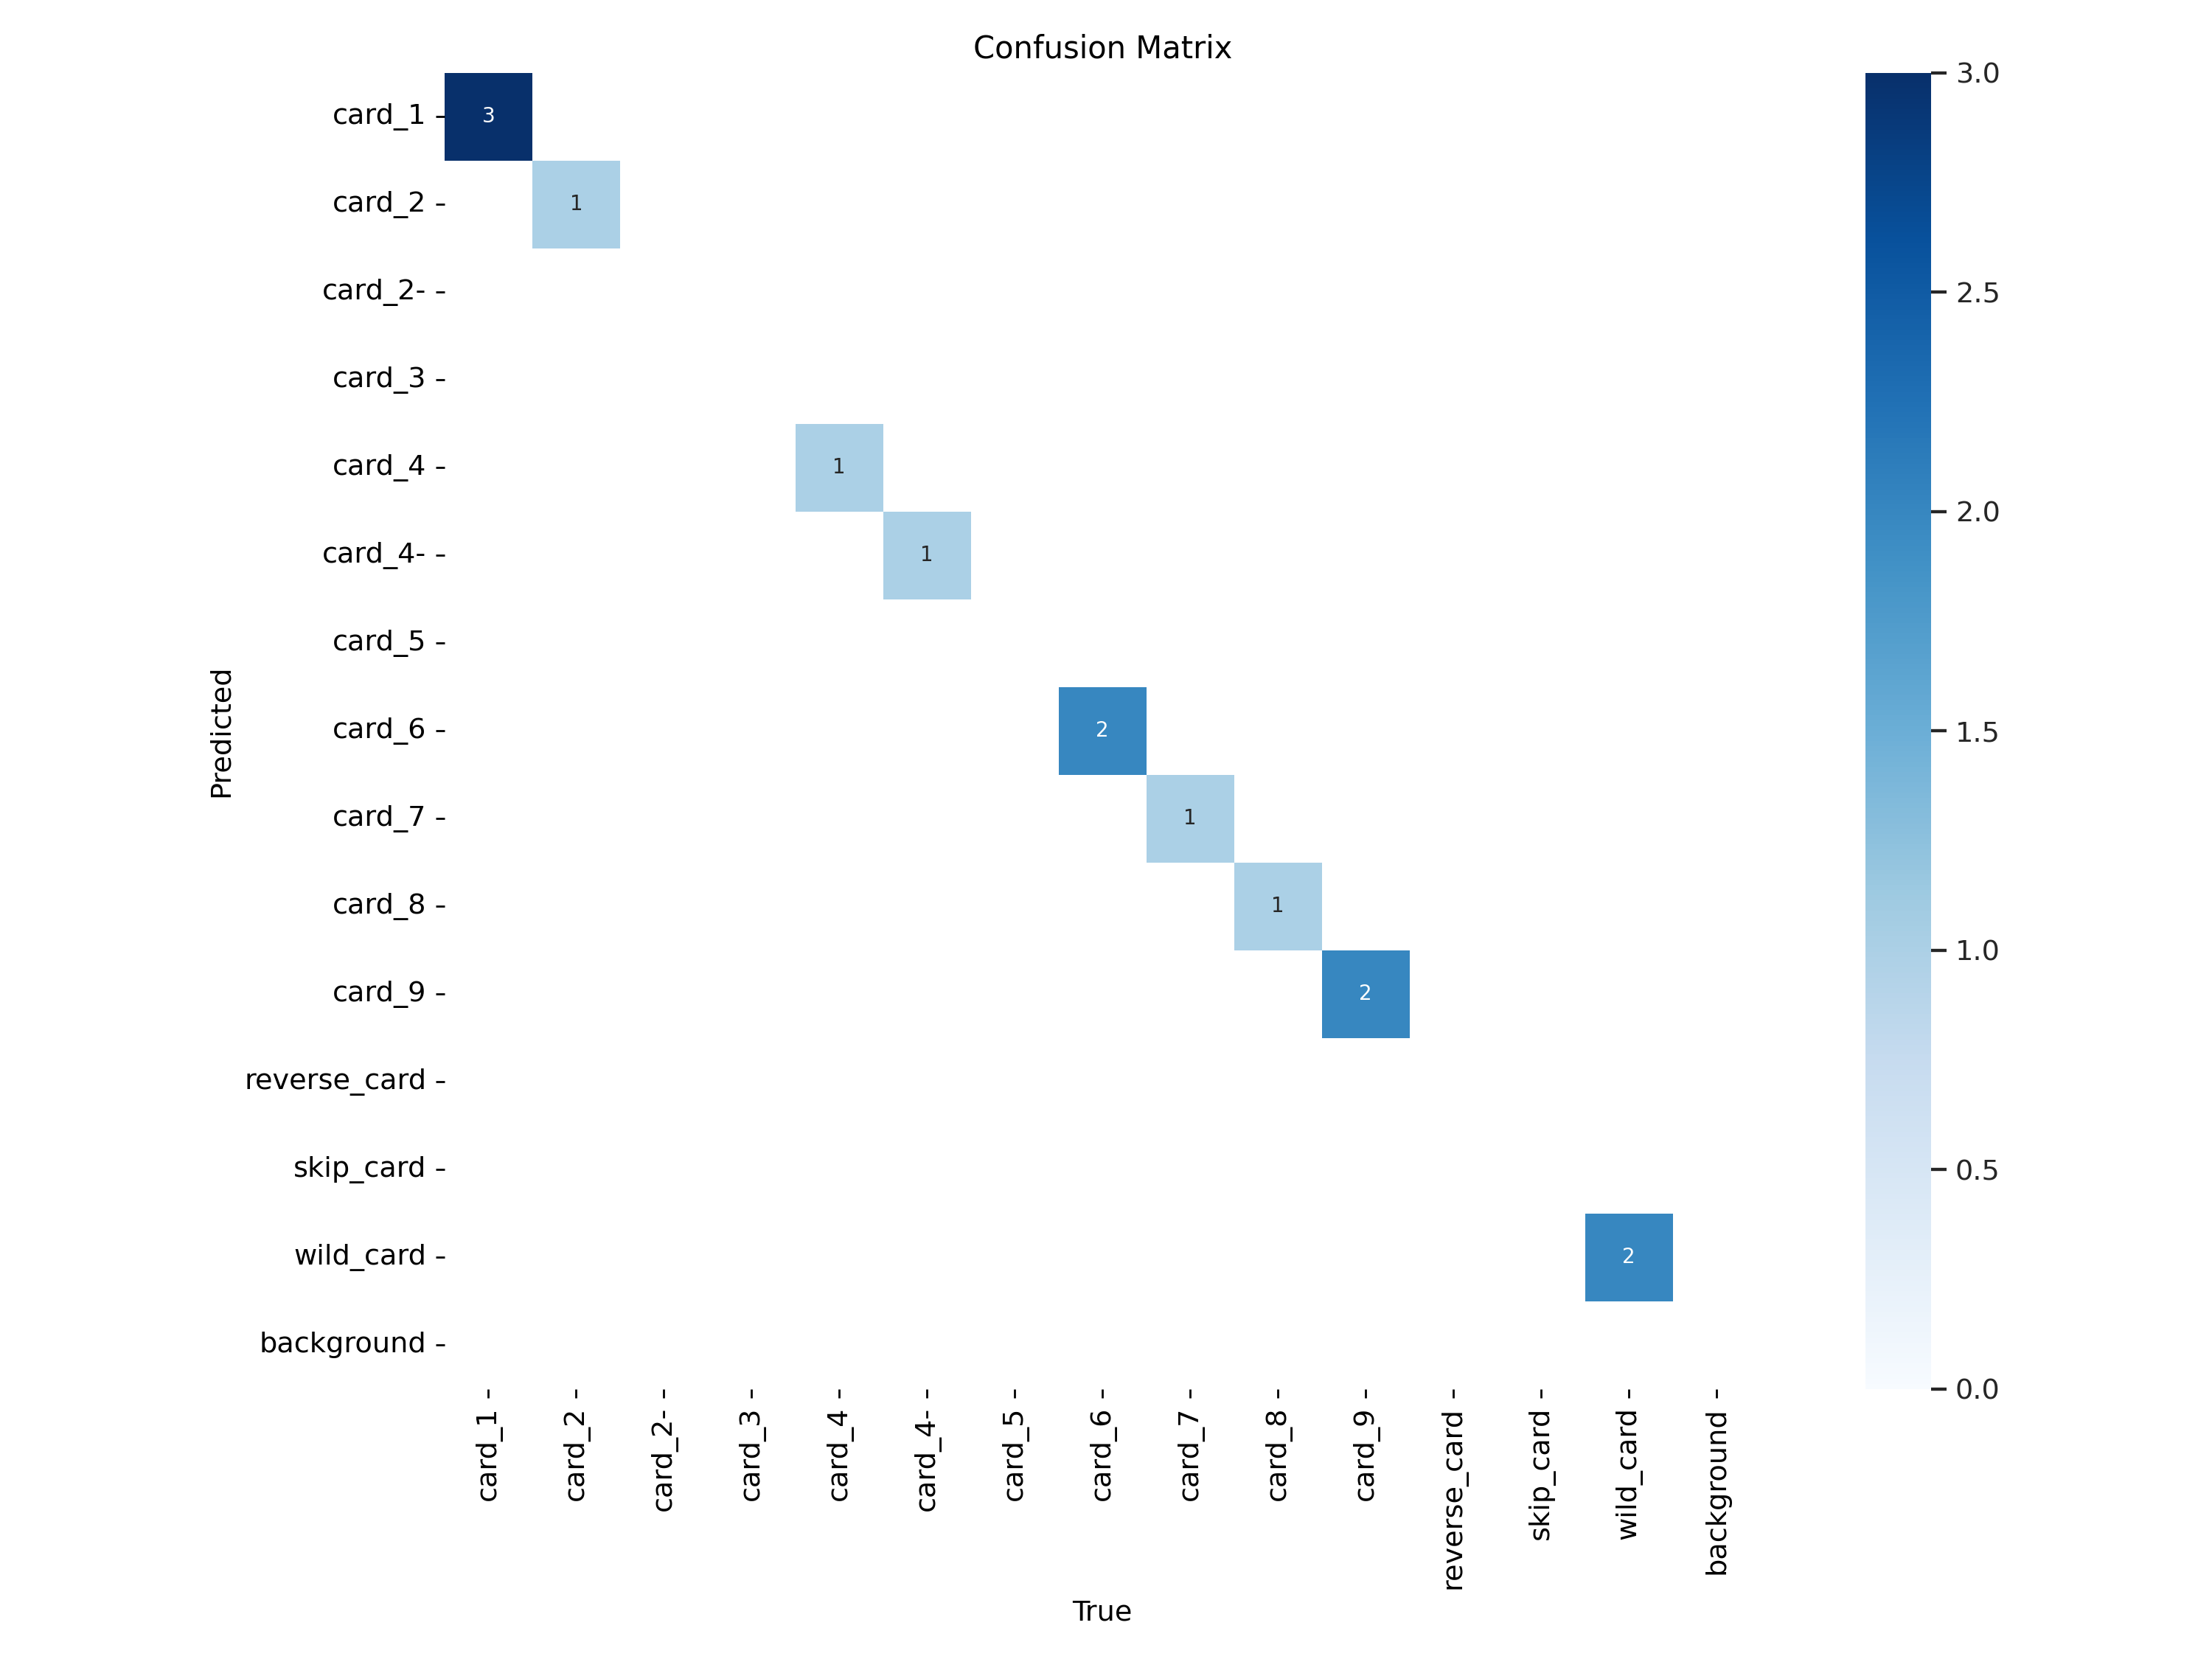 Confusion Matrix
card_1
3
card_2
1
card_2-
card_3
card_4
1
card_4-
1
card_5
card_6
2
card_7
1
card_8
1
card_9
2
reverse_card
skip_card
wild_card
2
background
Predicted
card_1
card_2
card_2-
card_3
card_4
card_4-
card_5
card_6
card_7
card_8
card_9
reverse_card
skip_card
wild_card
background
True
3.0
2.5
2.0
1.5
1.0
0.5
0.0